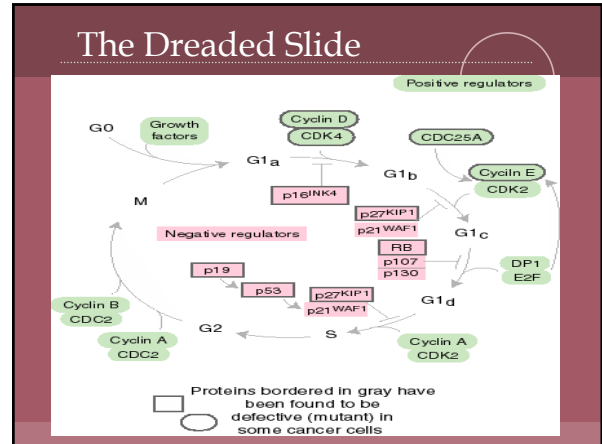 The Dreaded Slide
Positive regulators
G0
Growth
factors
Cyclin D
CDK4
CDC25A
G1a
G1b
Cyciln E
CDK2
p16INK4
M
p27KIP1
p21WAF1
Negative regulators
G1c
RB
p107
p130
DP1
E2F
p19
p53
p27KIP1
p21WAF1
G1d
Cyclin B
CDC2
G2
S
Cyclin A
CDC2
Cyclin A
CDK2
Proteins bordered in gray have
been found to be
defective (mutant) in
some cancer cells